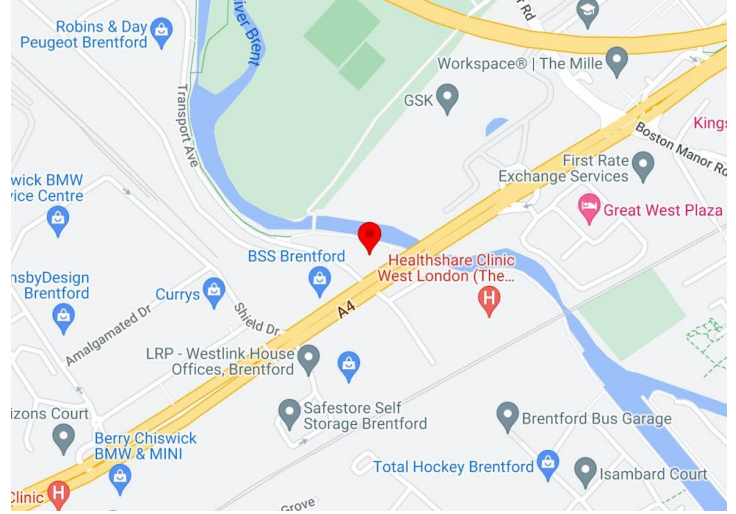 Robins & Day
Peugeot Brentford
River Brent
Rd
Workspace® | The Mille
GSK
Transport Ave
Kings
Boston Manor Rd
First Rate
Exchange Services
wick BMW
vice Centre
Great West Plaza
BSS Brentford
Healthshare Clinic
West London (The...
nsbyDesign
Brentford
Currys
A4
Shield Dr
Amalgamated Dr
LRP - Westlink House
Offices, Brentford
Safestore Self
Storage Brentford
izons Court
Brentford Bus Garage
Berry Chiswick
BMW & MINI
Total Hockey Brentford
Isambard Court
Clinic
Grove